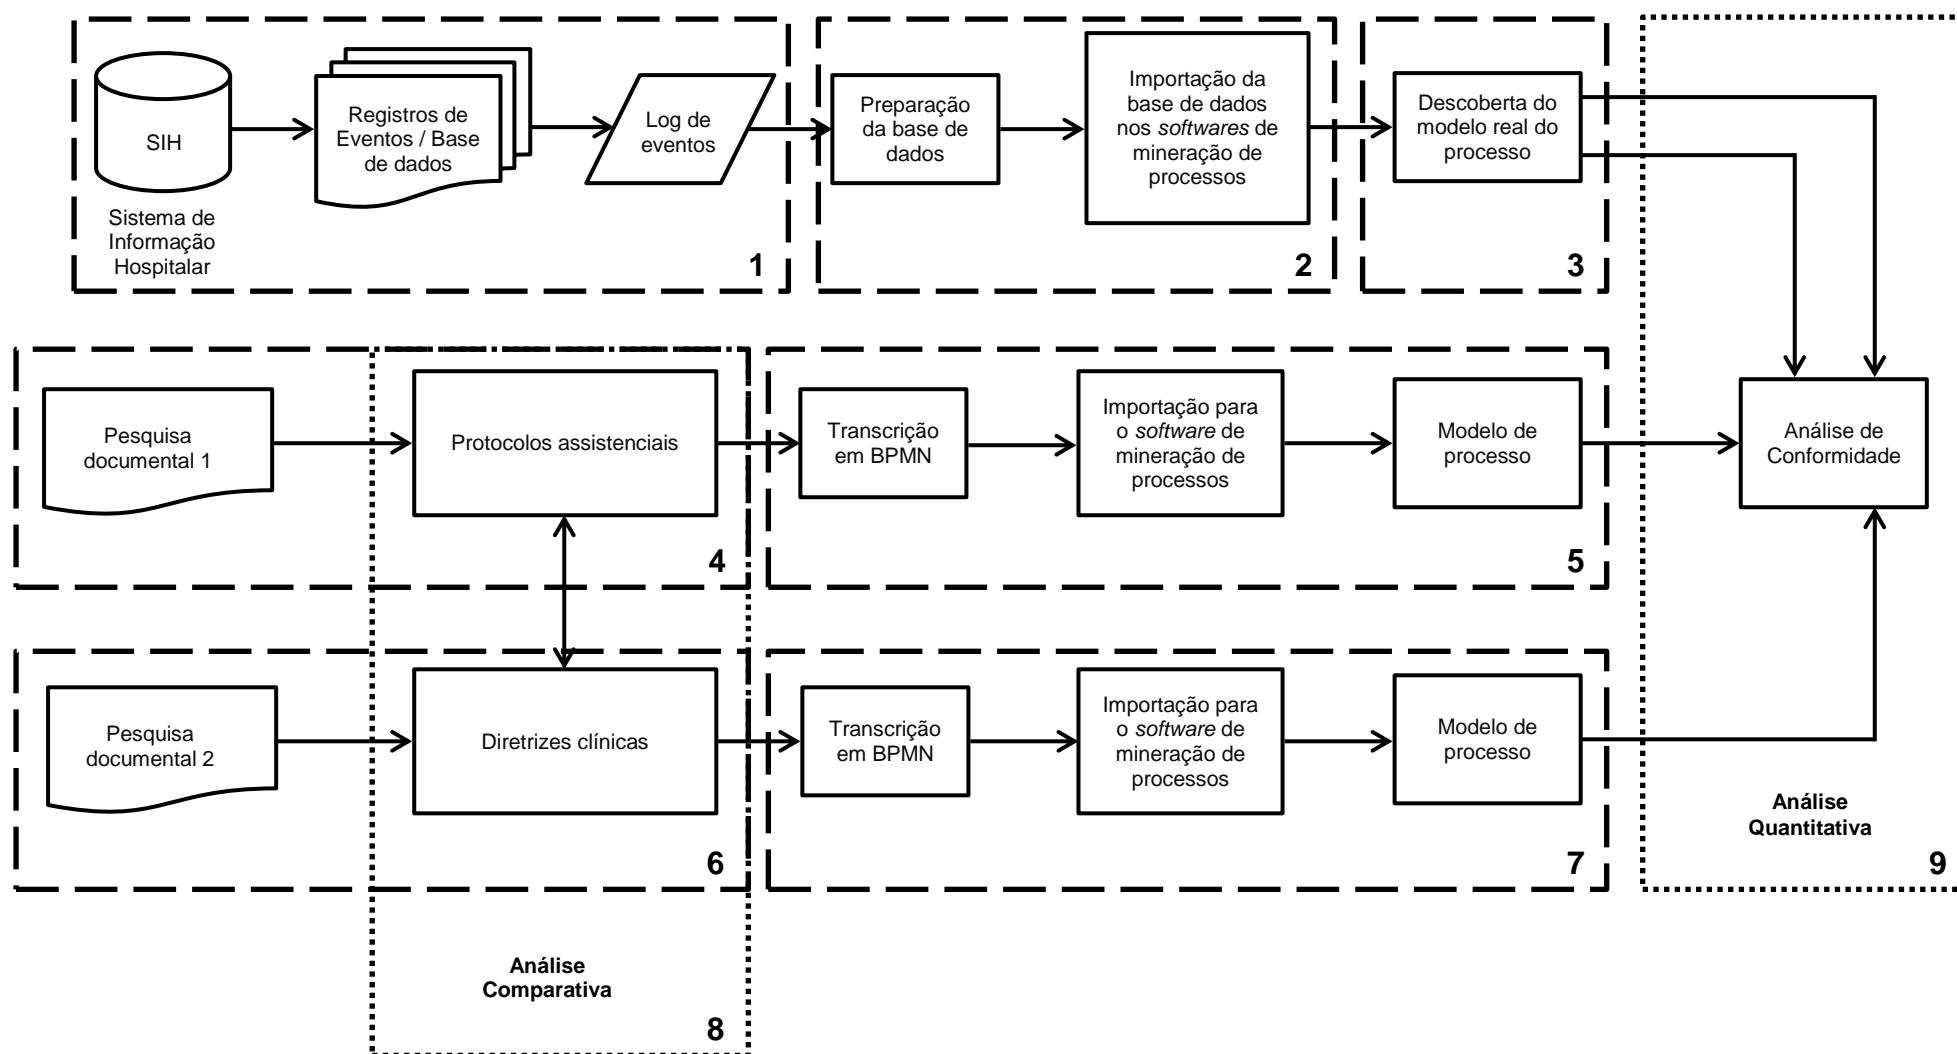 SIH
Sistema de
Informação
Hospitalar
Registros de
Eventos / Base
de dados
Log de
eventos
1
Preparação
da base de
dados
Importação da
base de dados
nos softwares de
mineração de
processos
2
Descoberta do
modelo real do
processo
3
Pesquisa
documental 1
Protocolos assistenciais
4
Transcrição
em BPMN
Importação para
o software de
mineração de
processos
Modelo de
processo
5
Análise de
Conformidade
Pesquisa
documental 2
Diretrizes clínicas
6
Transcrição
em BPMN
Importação para
o software de
mineração de
processos
Modelo de
processo
7
Análise
Quantitativa
9
Análise
Comparativa
8